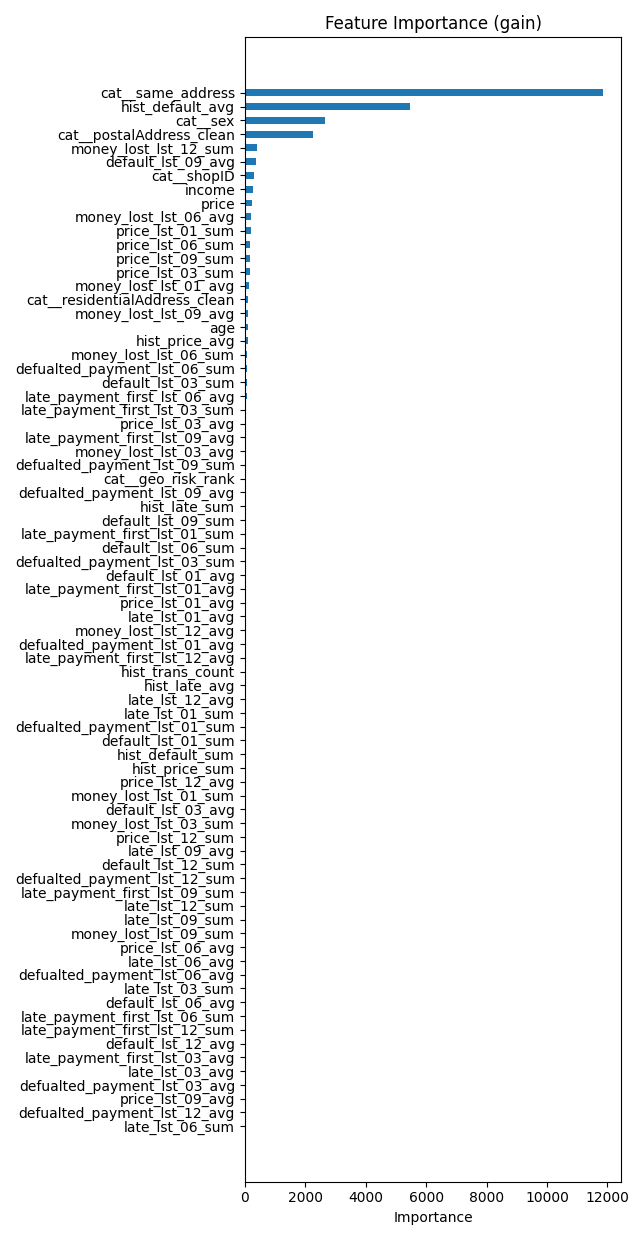 Feature Importance (gain)
cat__same_address
hist_default_avg
cat__sex
cat__postalAddress_clean
money_lost_lst_12_sum
default_lst_09_avg
cat__shopID
income
price
money_lost_lst_06_avg
price_lst_01_sum
price_lst_06_sum
price_lst_09_sum
price_lst_03_sum
money_lost_lst_01_avg
cat__residentialAddress_clean
money_lost_lst_09_avg
age
hist_price_avg
money_lost_lst_06_sum
defualted_payment_lst_06_sum
default_lst_03_sum
late_payment_first_lst_06_avg
late_payment_first_lst_03_sum
price_lst_03_avg
late_payment_first_lst_09_avg
money_lost_lst_03_avg
defualted_payment_lst_09_sum
cat__geo_risk_rank
defualted_payment_lst_09_avg
hist_late_sum
default_lst_09_sum
late_payment_first_lst_01_sum
default_lst_06_sum
defualted_payment_lst_03_sum
default_lst_01_avg
late_payment_first_lst_01_avg
price_lst_01_avg
late_lst_01_avg
money_lost_lst_12_avg
defualted_payment_lst_01_avg
late_payment_first_lst_12_avg
hist_trans_count
hist_late_avg
late_lst_12_avg
late_lst_01_sum
defualted_payment_lst_01_sum
default_lst_01_sum
hist_default_sum
hist_price_sum
price_lst_12_avg
money_lost_lst_01_sum
default_lst_03_avg
money_lost_lst_03_sum
price_lst_12_sum
late_lst_09_avg
default_lst_12_sum
defualted_payment_lst_12_sum
late_payment_first_lst_09_sum
late_lst_12_sum
late_lst_09_sum
money_lost_lst_09_sum
price_lst_06_avg
late_lst_06_avg
defualted_payment_lst_06_avg
late_lst_03_sum
default_lst_06_avg
late_payment_first_lst_06_sum
late_payment_first_lst_12_sum
default_lst_12_avg
late_payment_first_lst_03_avg
late_lst_03_avg
defualted_payment_lst_03_avg
price_lst_09_avg
defualted_payment_lst_12_avg
late_lst_06_sum
0 2000 4000 6000 8000 10000 12000
Importance